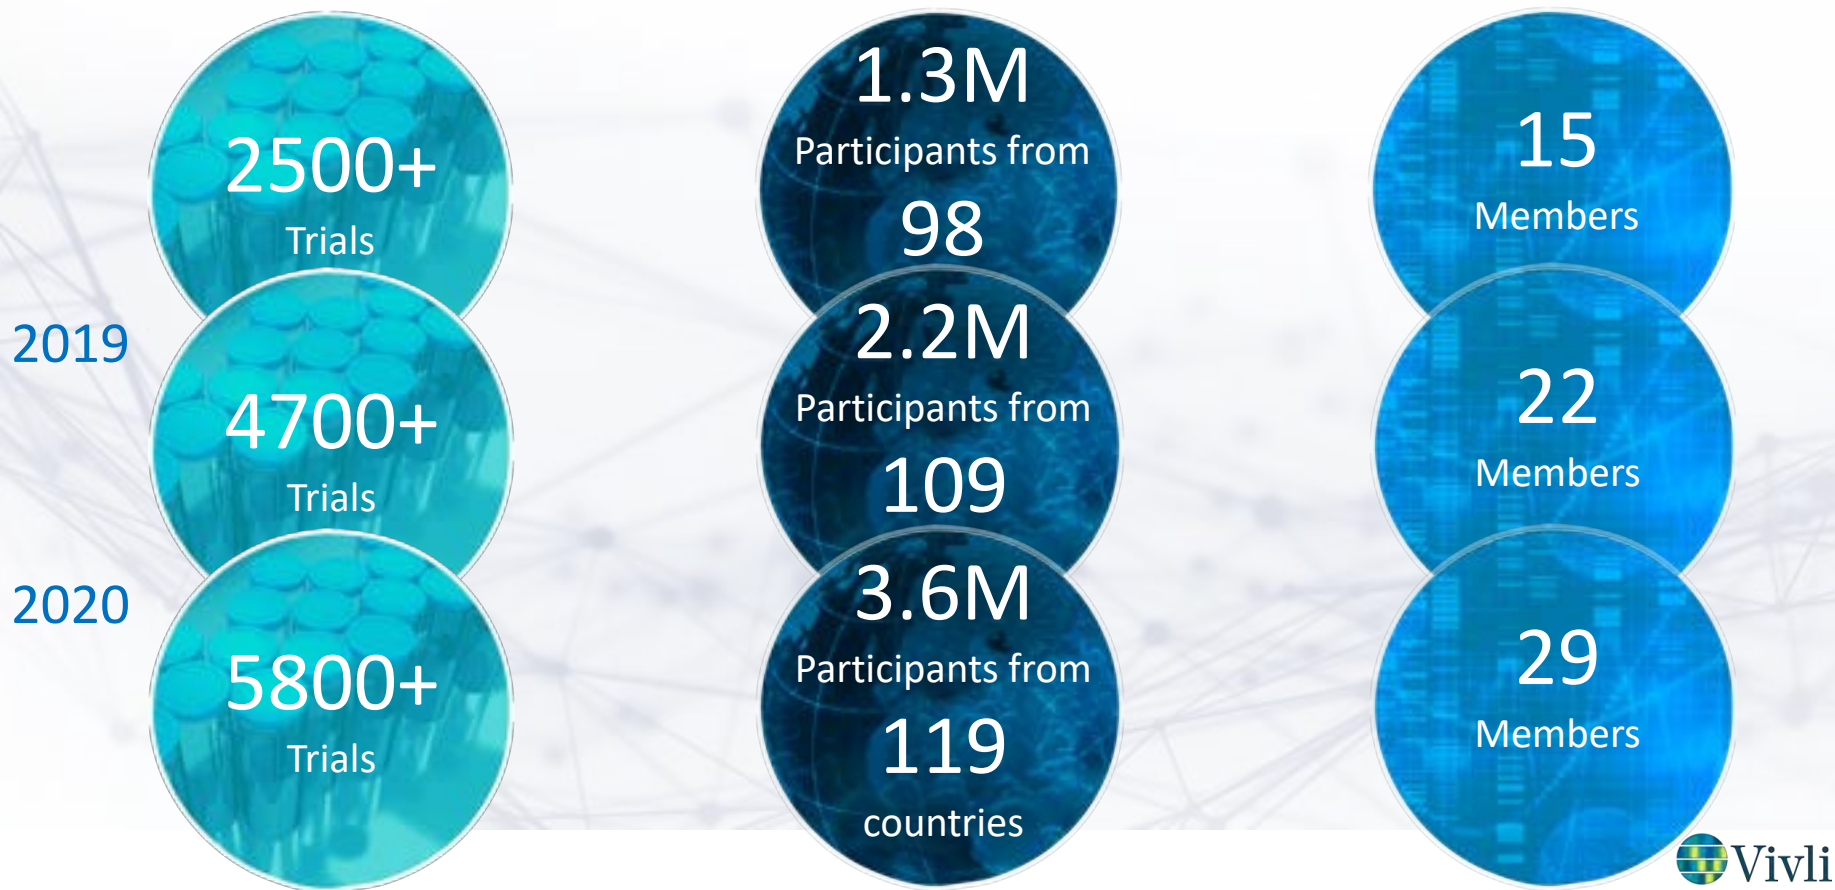 2500+
Trials
1.3M
Participants from
98
15
Members
2019
4700+
Trials
2.2M
Participants from
109
22
Members
2020
5800+
Trials
3.6M
Participants from
119
countries
29
Members
Vivli